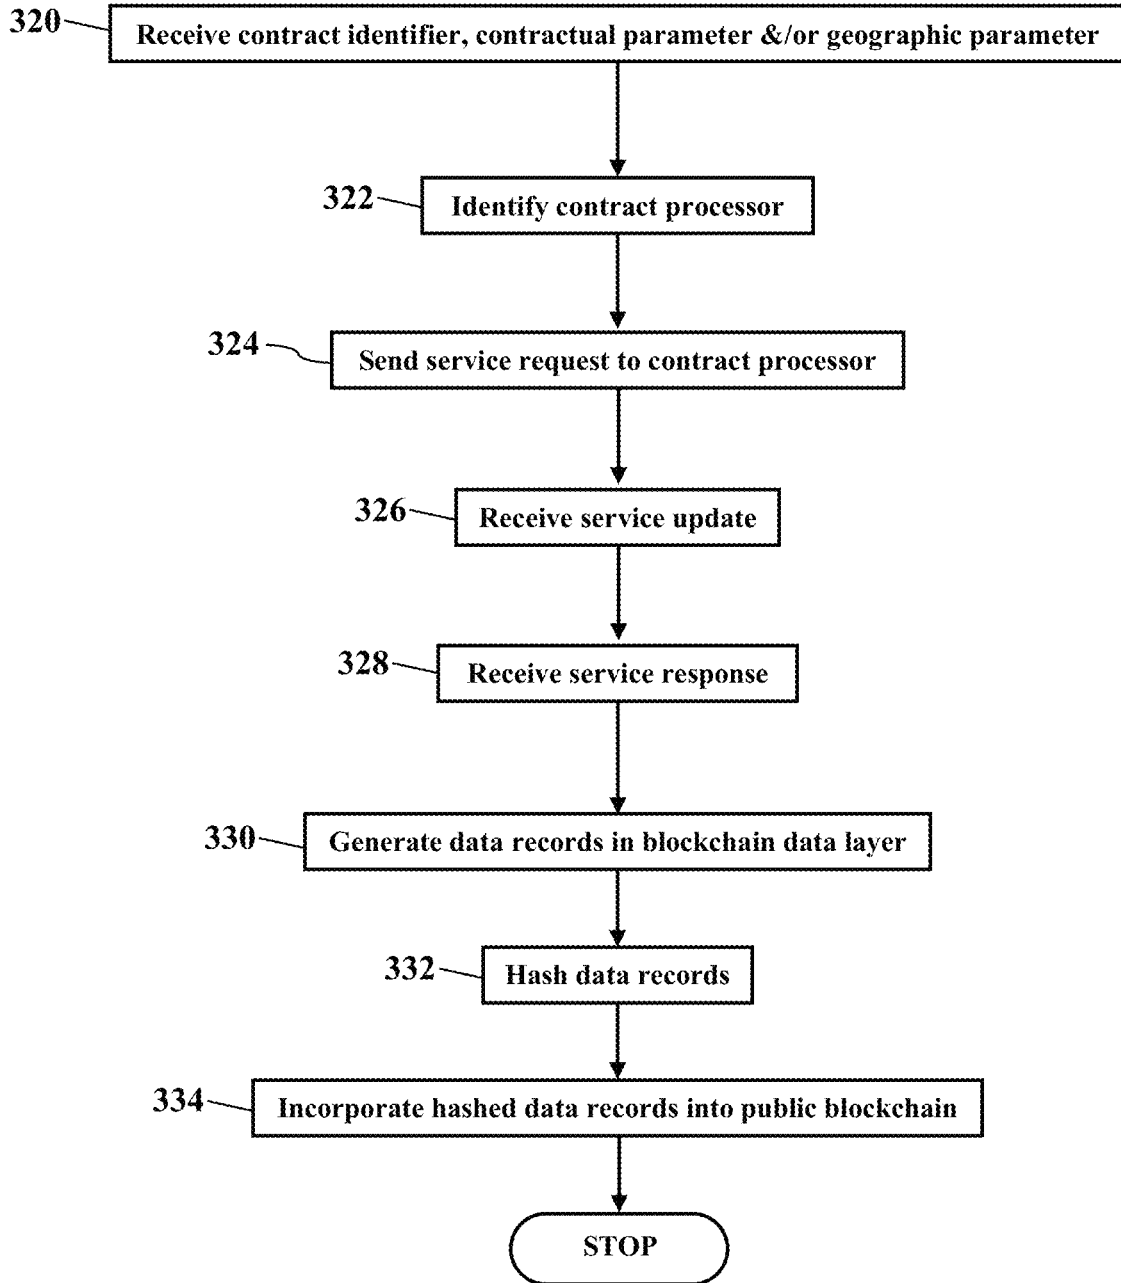 320 Receive contract identifier, contractual parameter &/or geographic parameter
322 Identify contract processor
324 Send service request to contract processor
326 Receive service update
328 Receive service response
330 Generate data records in blockchain data layer
332 Hash data records
334 Incorporate hashed data records into public blockchain
STOP